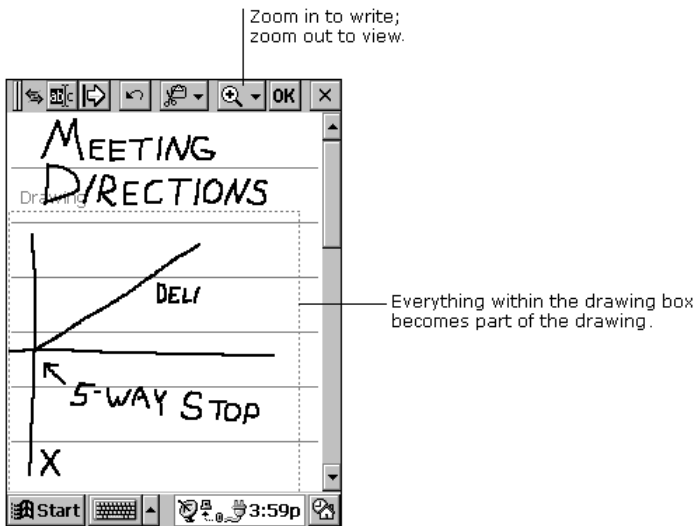 Zoom in to write;
zoom out to view.
ab c
OK
MEETING
Drawing
DIRECTIONS
DELI
5-WAY STOP
X
Everything within the drawing box
becomes part of the drawing.
Start
3:59p